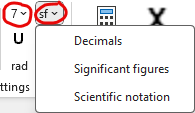 7 sf
U X
rad
ttings
Decimals
Significant figures
Scientific notation